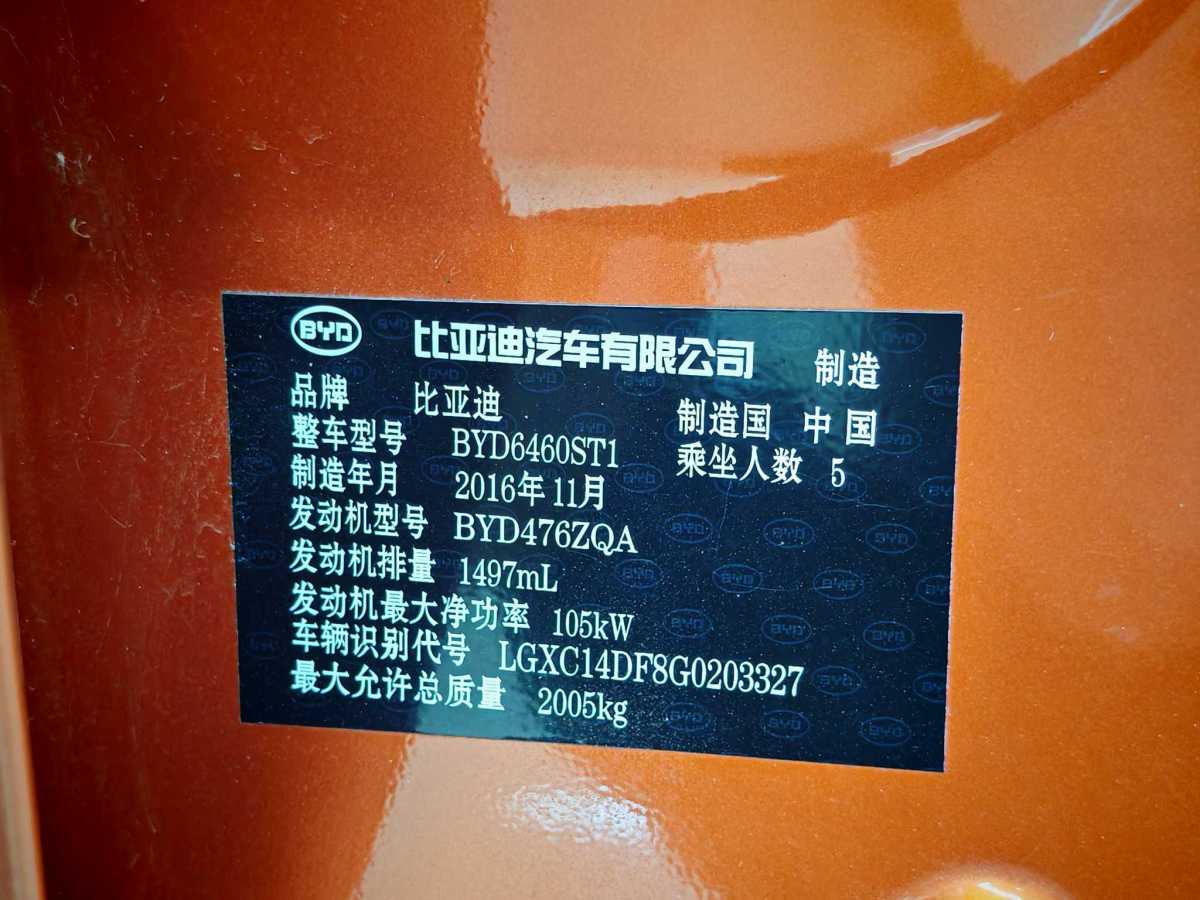 BYD 比亚迪汽车有限公司 制造
品牌 比亚迪 制造国 中国
整车型号 BYD6460ST1 乘坐人数 5
制造年月 2016年11月
发动机型号 BYD476ZQA
发动机排量 1497mL
发动机最大净功率 105kW
车辆识别代号 LGXC14DF8G0203327
最大允许总质量 2005kg